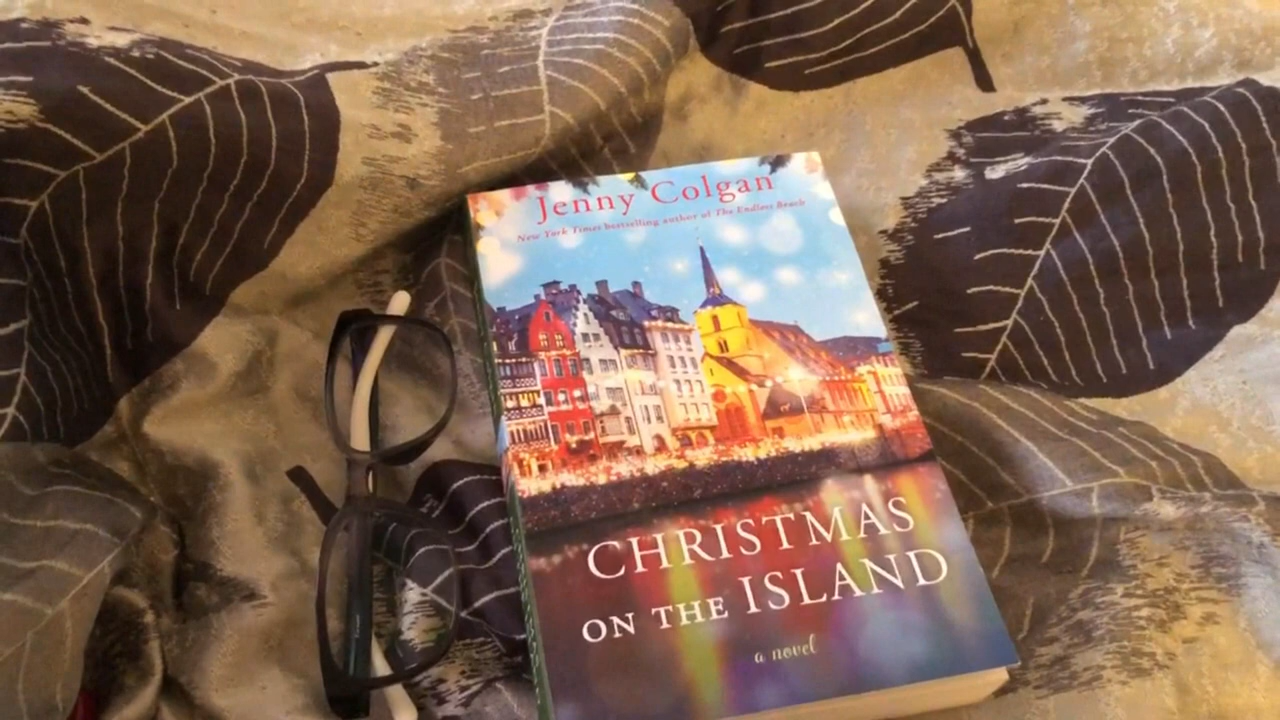 Jenny Colgan
New York Times bestselling author of The Endless Beach
CHRISTMAS
ON THE ISLAND
a novel